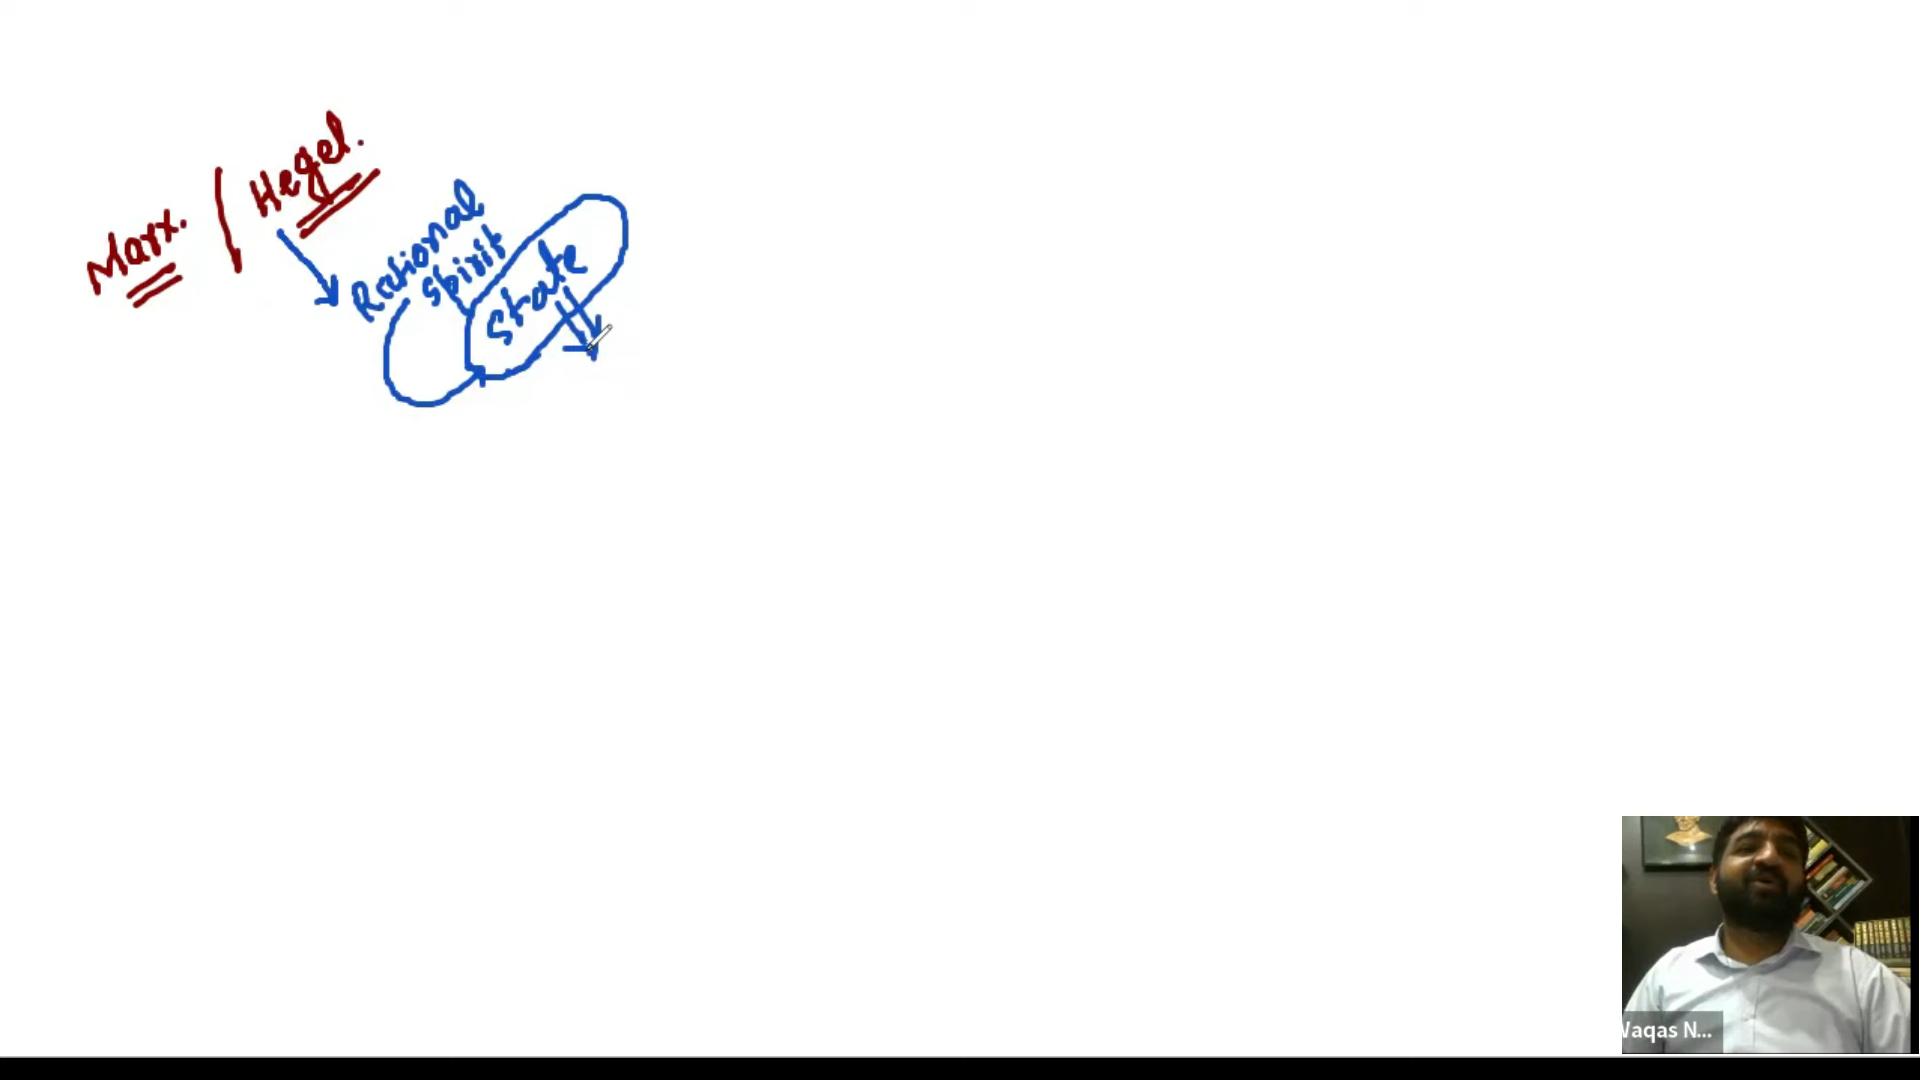 Marx.
Hegel.
Rational
spirit
State
Waqas N...